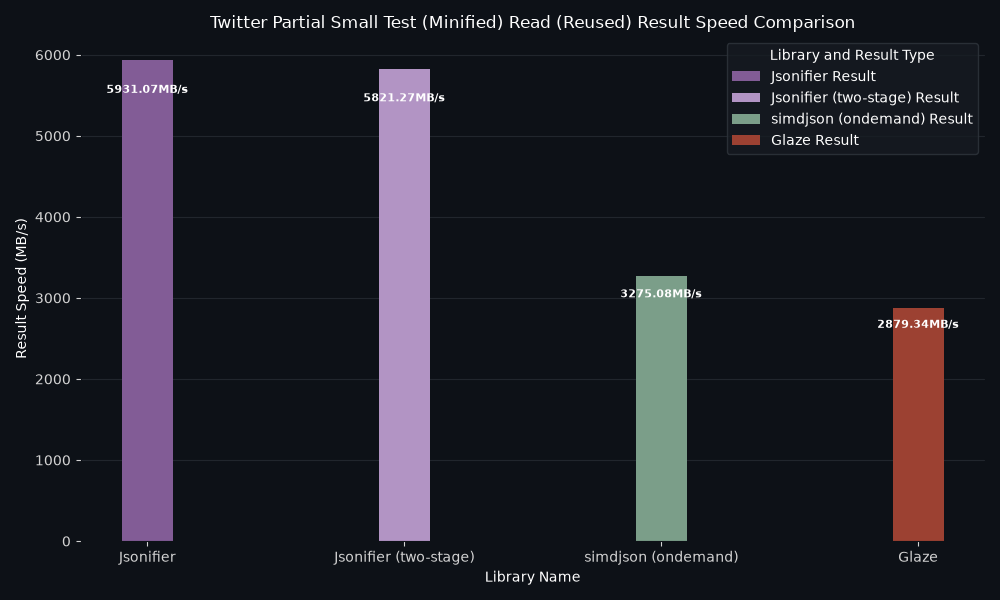 Twitter Partial Small Test (Minified) Read (Reused) Result Speed Comparison
Library and Result Type
Jsonifier Result
Jsonifier (two-stage) Result
simdjson (ondemand) Result
Glaze Result
Result Speed (MB/s)
6000
5000
4000
3000
2000
1000
0
5931.07MB/s
5821.27MB/s
3275.08MB/s
2879.34MB/s
Jsonifier
Jsonifier (two-stage)
simdjson (ondemand)
Glaze
Library Name